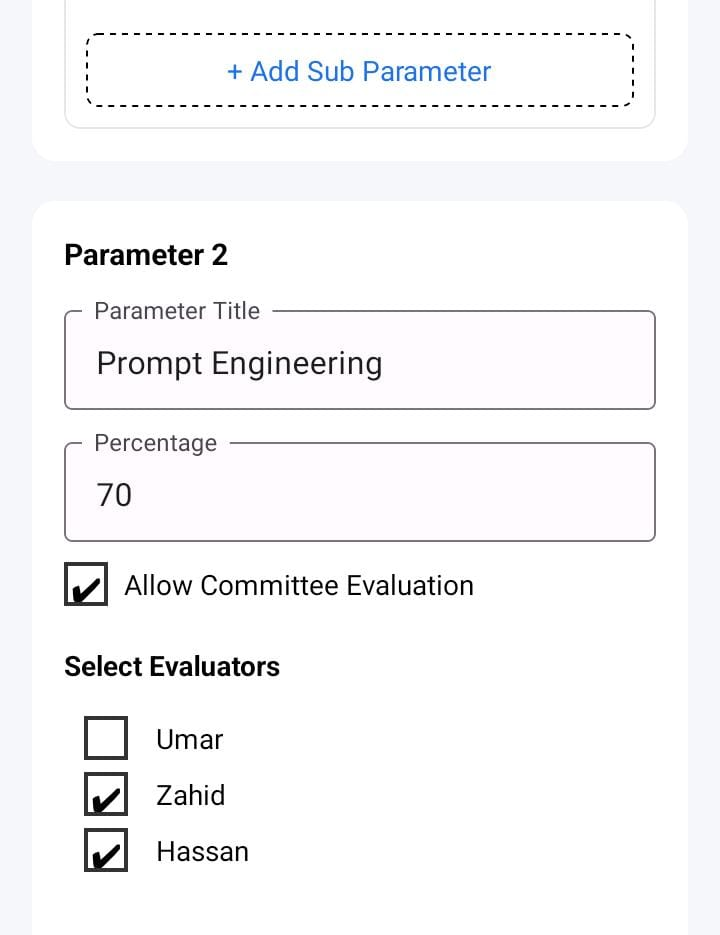 + Add Sub Parameter
Parameter 2
Parameter Title
Prompt Engineering
Percentage
70
Allow Committee Evaluation
Select Evaluators
Umar
Zahid
Hassan